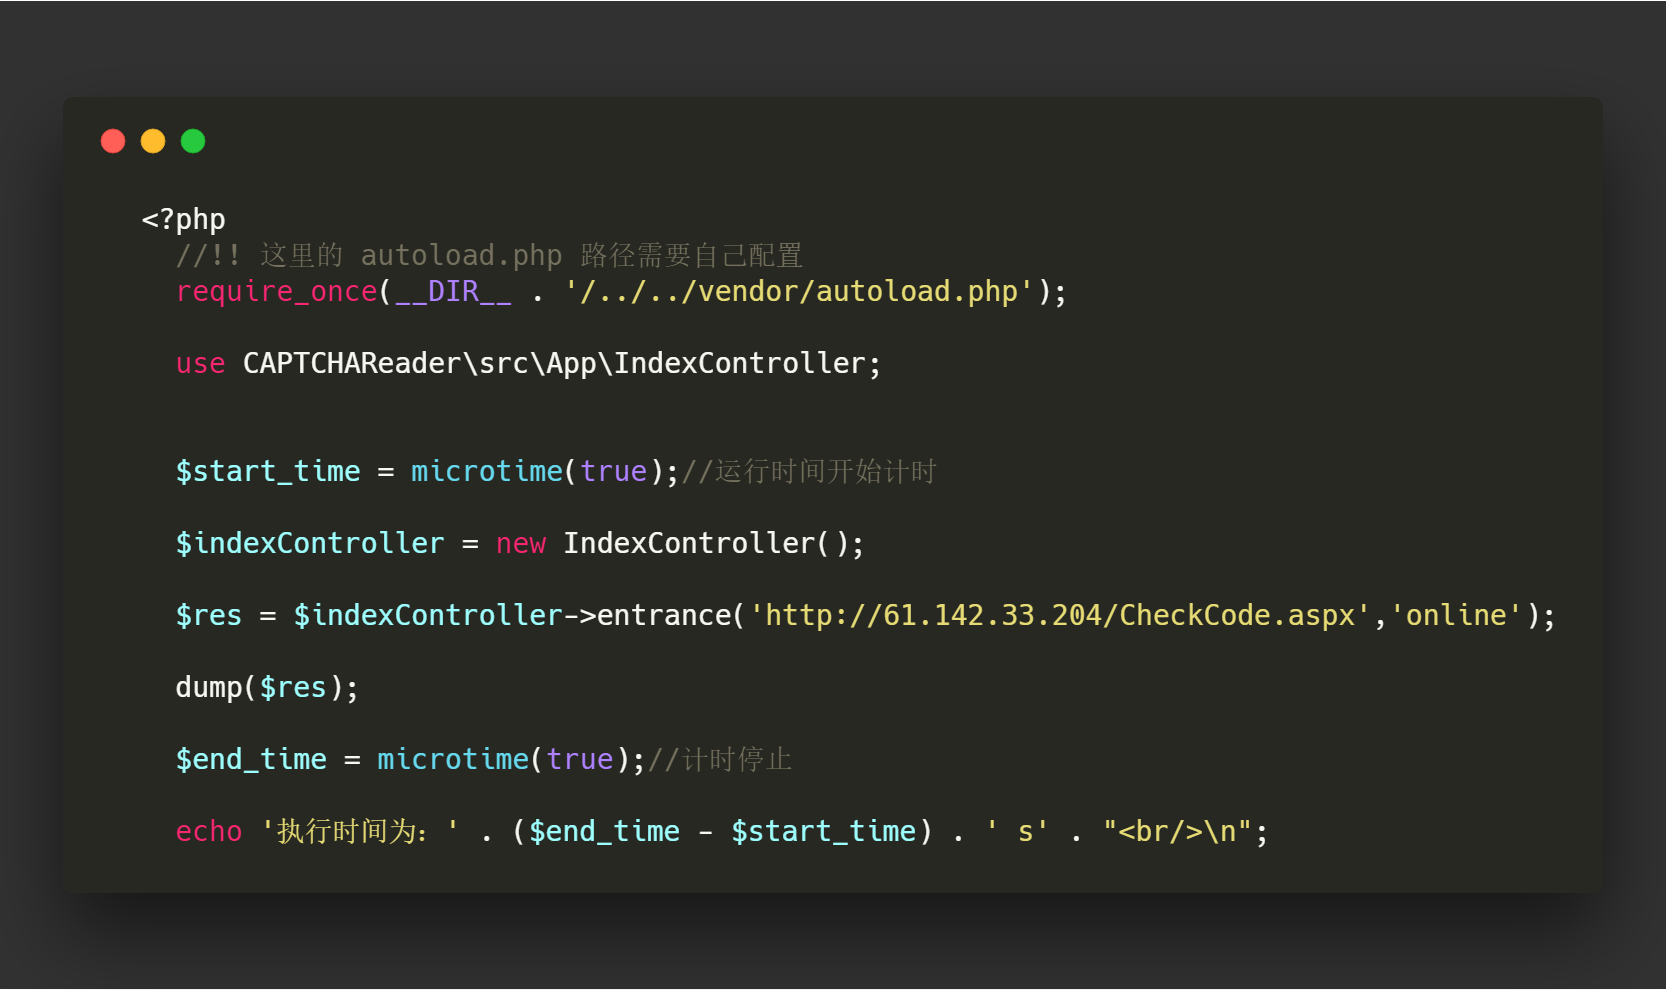 <?php
//!! 这里的 autoload.php 路径需要自己配置
require_once(__DIR__ . '/../../vendor/autoload.php');
use CAPTCHAReader\src\App\IndexController;
$start_time = microtime(true);//运行时间开始计时
$indexController = new IndexController();
$res = $indexController->entrance('http://61.142.33.204/CheckCode.aspx','online');
dump($res);
$end_time = microtime(true);//计时停止
echo '执行时间为：' . ($end_time - $start_time) . ' s' . "<br/>\n";